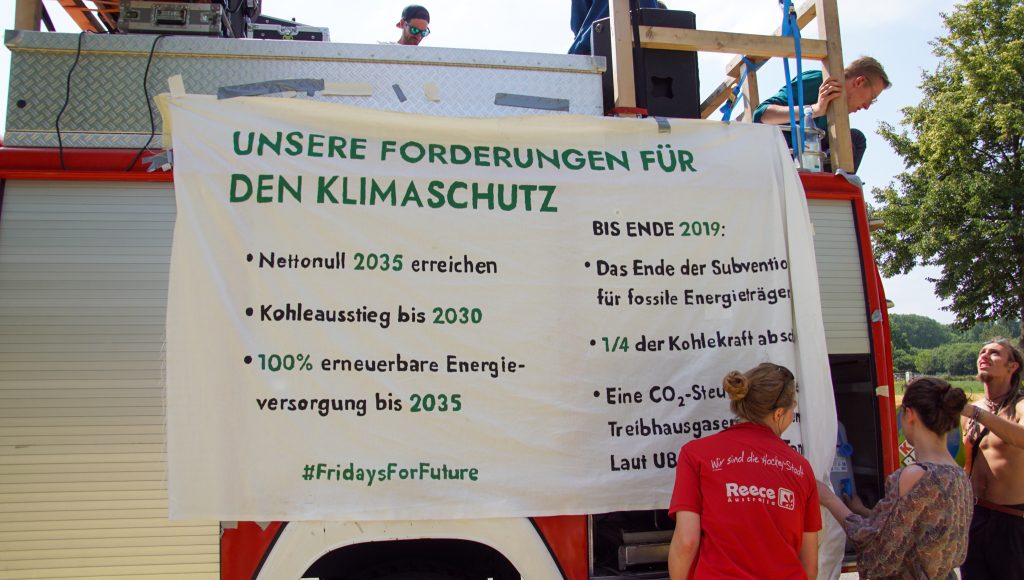 UNSERE FORDERUNGEN FÜR
DEN KLIMASCHUTZ
• Nettonull 2035 erreichen
• Kohleausstieg bis 2030
• 100% erneuerbare Energie-
versorgung bis 2035
#FridaysForFuture
BIS ENDE 2019:
• Das Ende der Subventio
für fossile Energieträger
• 1/4 der Kohlekraft absc
• Eine CO₂-Steu
Treibhausgase
Laut UB
Wir sind die Hockey-Stadt
Reece
Australia